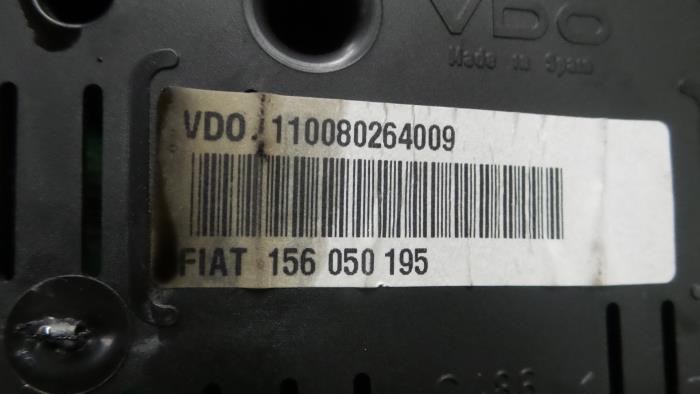 VDO
Made in Spain
VDO. 110080264009
FIAT 156 050 195